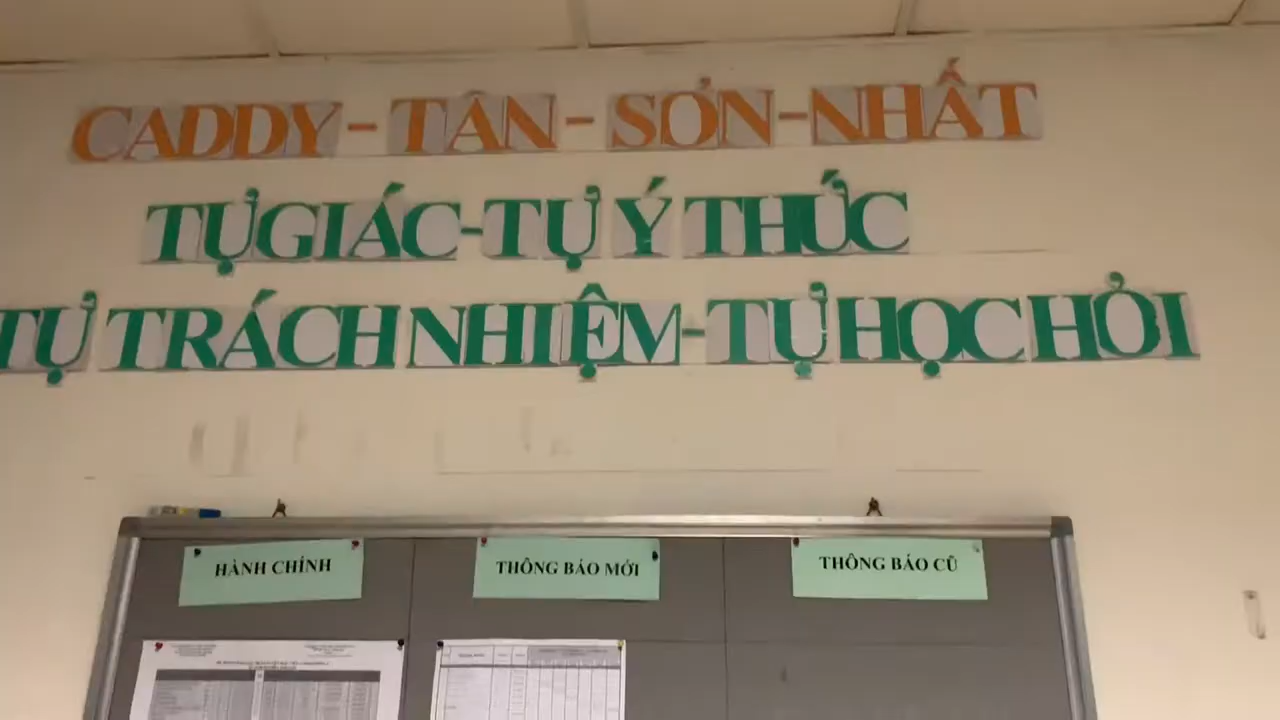 CADDY - TÂN - SƠN - NHẤT
TỰ GIÁC - TỰ Ý THỨC
TỰ TRÁCH NHIỆM - TỰ HỌC HỎI
HÀNH CHÍNH
THÔNG BÁO MỚI
THÔNG BÁO CŨ